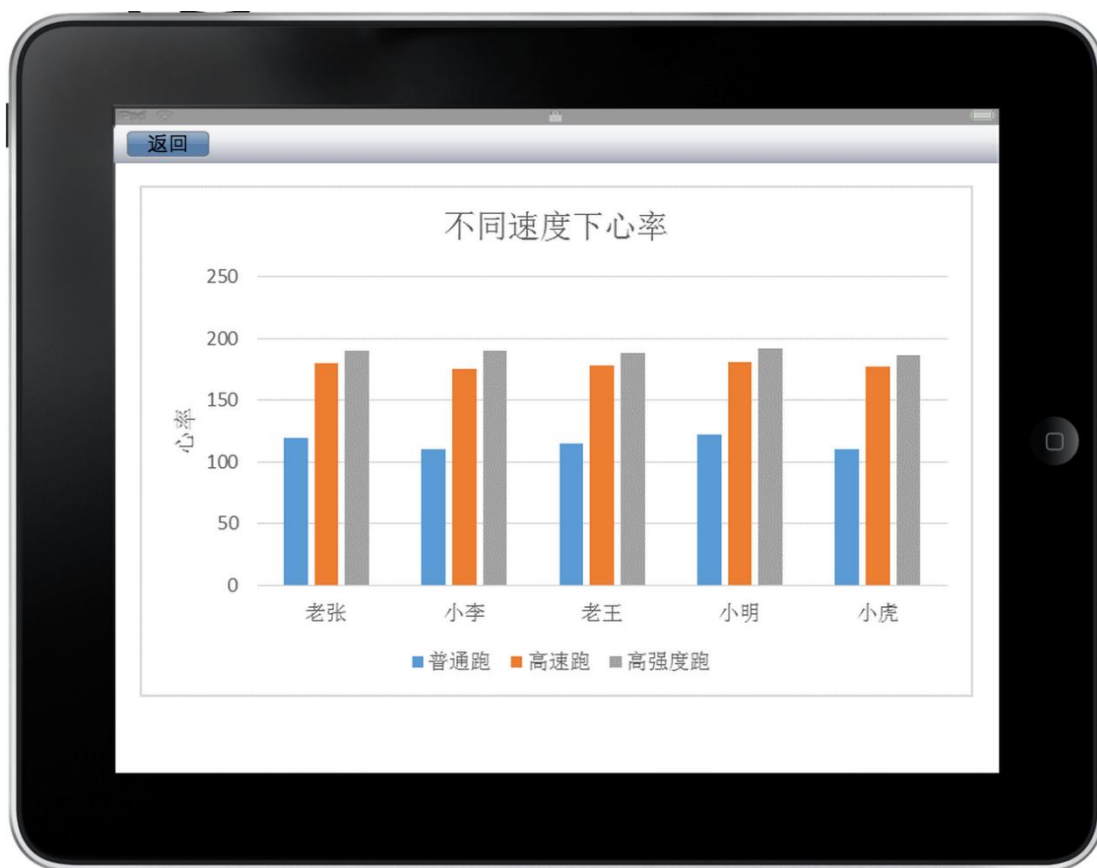 iPad
返回
不同速度下心率
250
200
150
100
50
0
心率
老张 小李 老王 小明 小虎
普通跑 高速跑 高强度跑